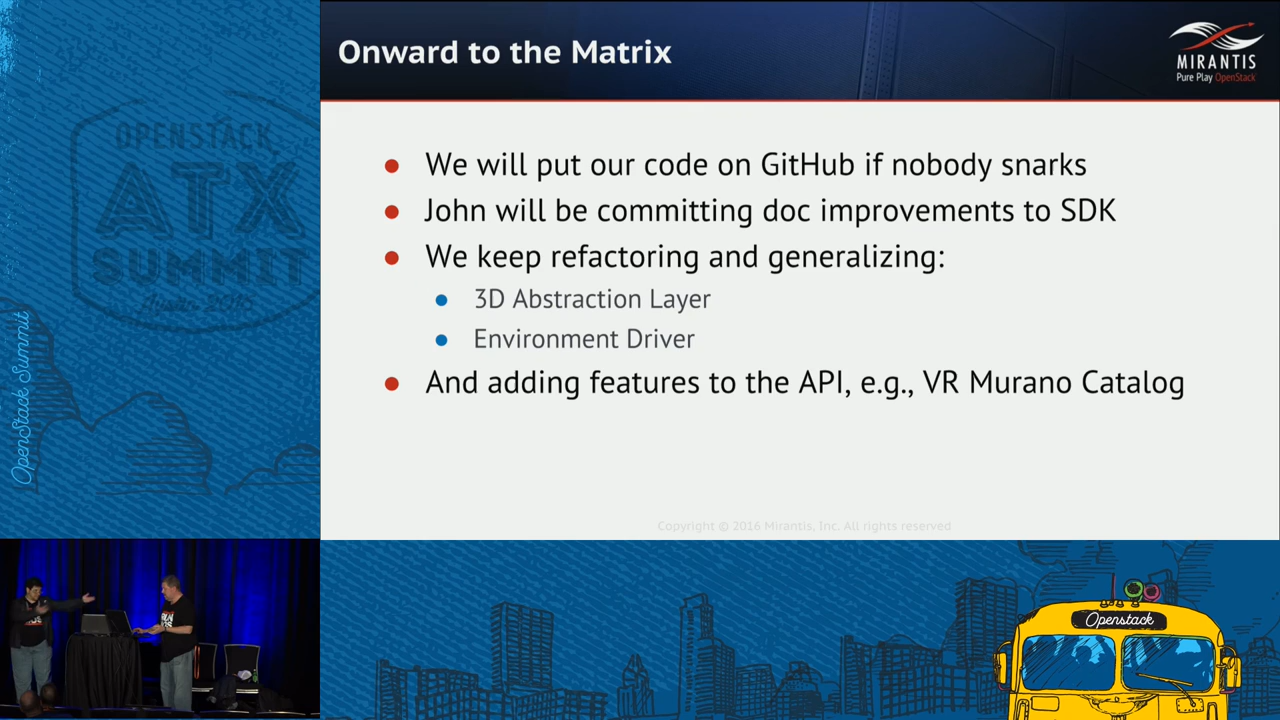 Onward to the Matrix
MIRANTIS
Pure Play OpenStack
We will put our code on GitHub if nobody snarks
John will be committing doc improvements to SDK
We keep refactoring and generalizing:
3D Abstraction Layer
Environment Driver
And adding features to the API, e.g., VR Murano Catalog
Copyright © 2016 Mirantis, Inc. All rights reserved
OPENSTACK
ATX
SUMMIT
Austin 2016
OpenStack Summit
Openstack